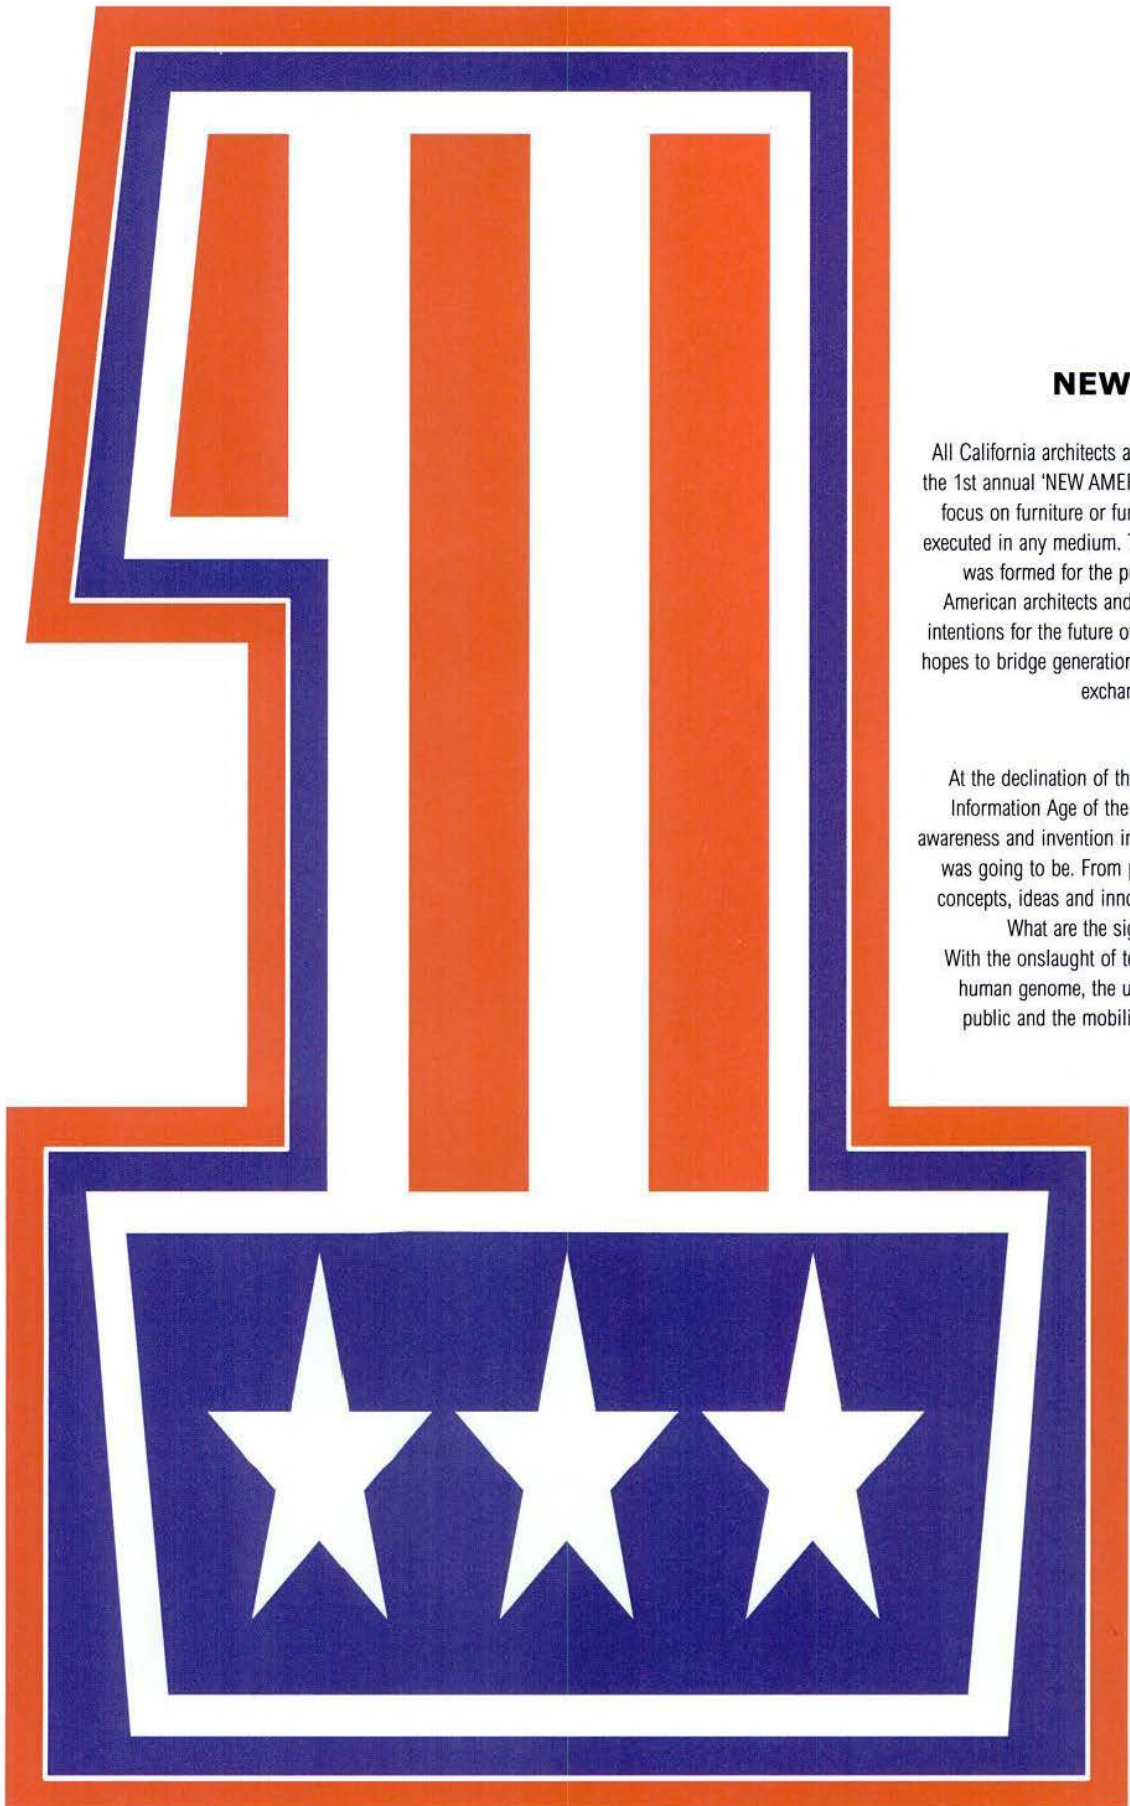 NEW
All California architects a
the 1st annual 'NEW AMER
focus on furniture or fur
executed in any medium. T
was formed for the p
American architects and
intentions for the future o
hopes to bridge generation
exchar
At the declination of th
Information Age of the
awareness and invention i
was going to be. From p
concepts, ideas and inno
What are the sig
With the onslaught of t
human genome, the u
public and the mobili